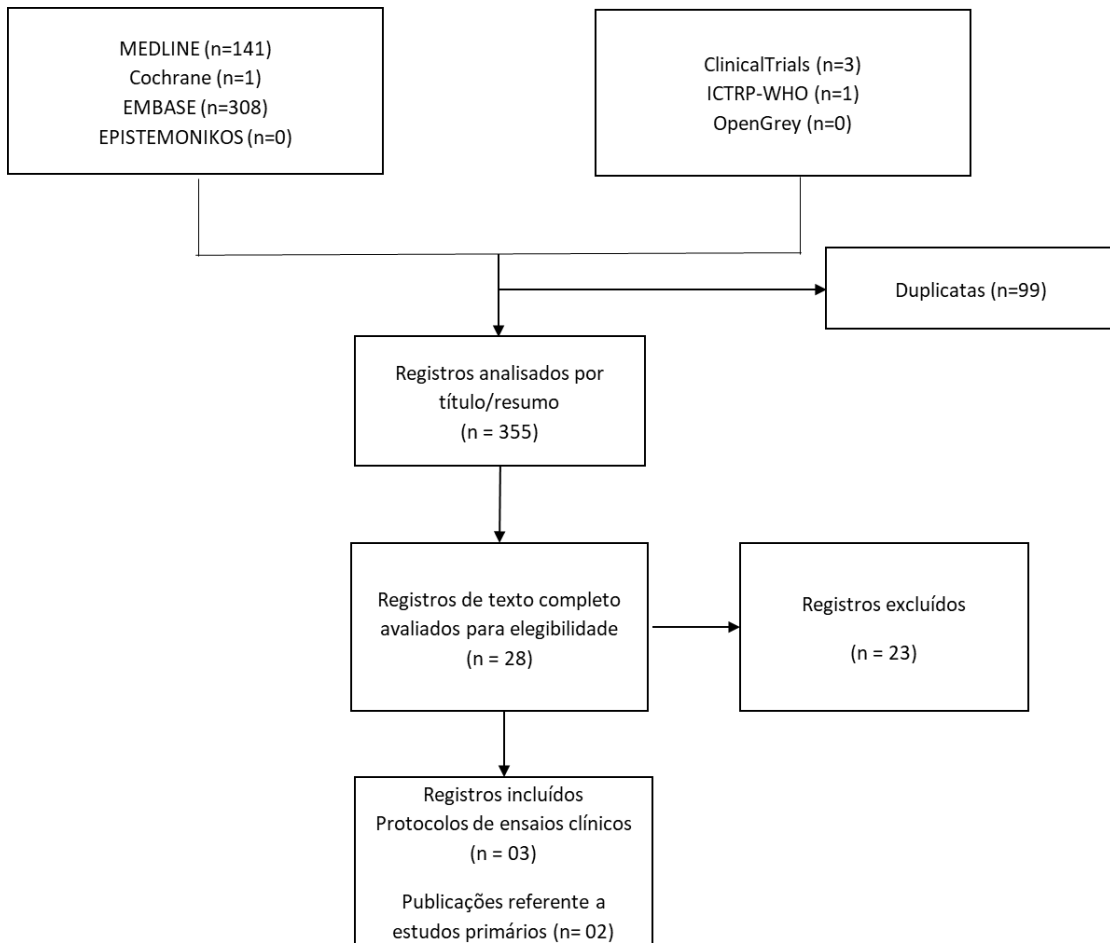 MEDLINE (n=141)
Cochrane (n=1)
EMBASE (n=308)
EPISTEMONIKOS (n=0)
ClinicalTrials (n=3)
ICTRP-WHO (n=1)
OpenGrey (n=0)
Duplicatas (n=99)
Registros analisados por
título/resumo
(n = 355)
Registros de texto completo
avaliados para elegibilidade
(n = 28)
Registros excluídos
(n = 23)
Registros incluídos
Protocolos de ensaios clínicos
(n = 03)
Publicações referente a
estudos primários (n= 02)